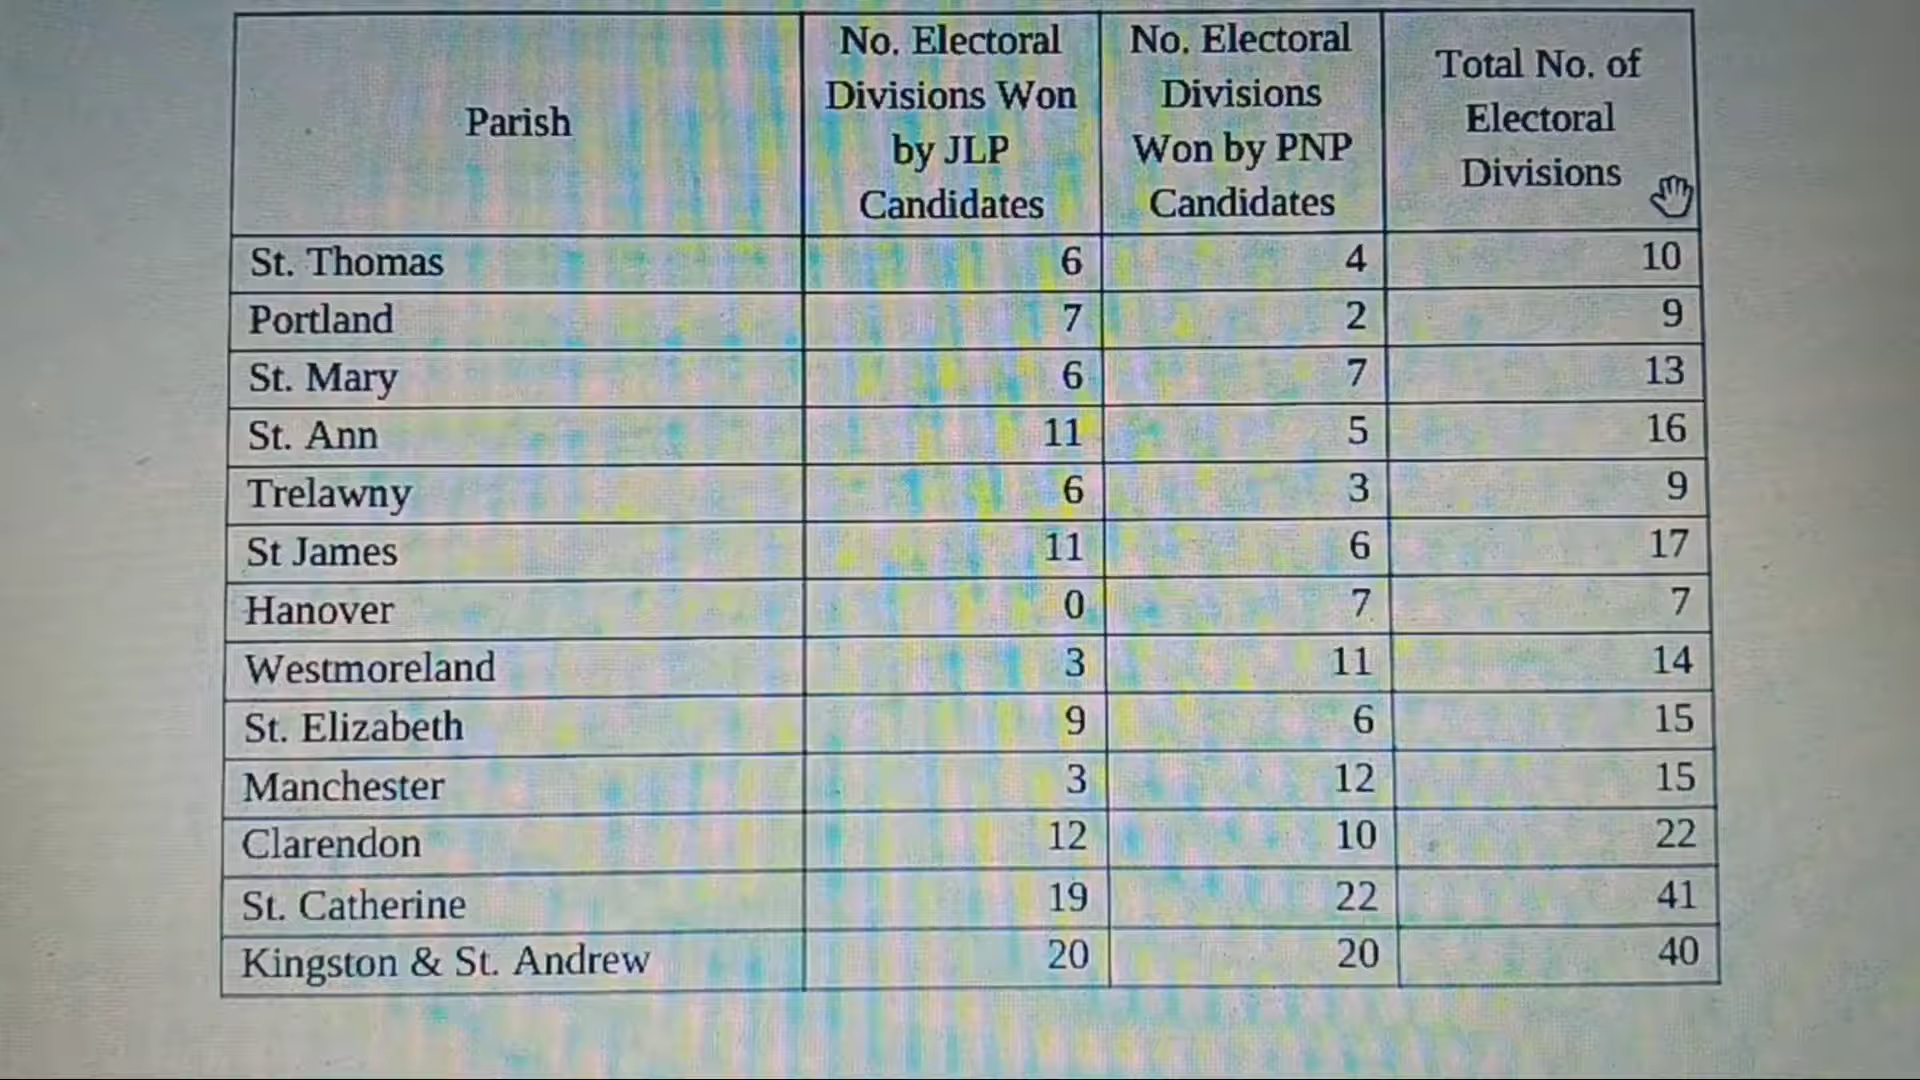 Parish
No. Electoral
Divisions Won
by JLP
Candidates
No. Electoral
Divisions
Won by PNP
Candidates
Total No. of
Electoral
Divisions
St. Thomas 6 4 10
Portland 7 2 9
St. Mary 6 7 13
St. Ann 11 5 16
Trelawny 6 3 9
St James 11 6 17
Hanover 0 7 7
Westmoreland 3 11 14
St. Elizabeth 9 6 15
Manchester 3 12 15
Clarendon 12 10 22
St. Catherine 19 22 41
Kingston & St. Andrew 20 20 40